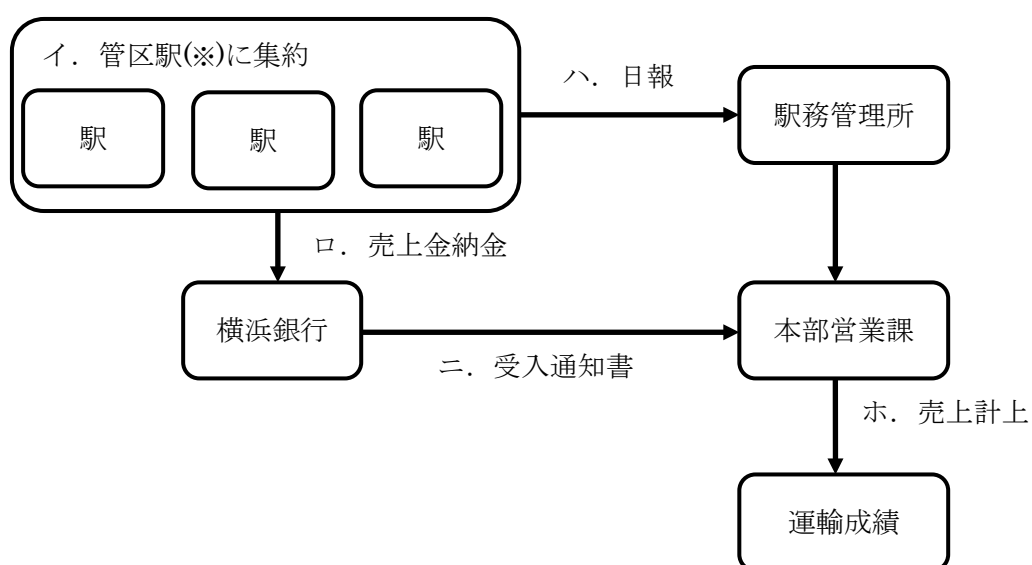 イ．管区駅(※)に集約
駅
駅
駅
ハ．日報
駅務管理所
ロ．売上金納金
横浜銀行
ニ．受入通知書
本部営業課
ホ．売上計上
運輸成績